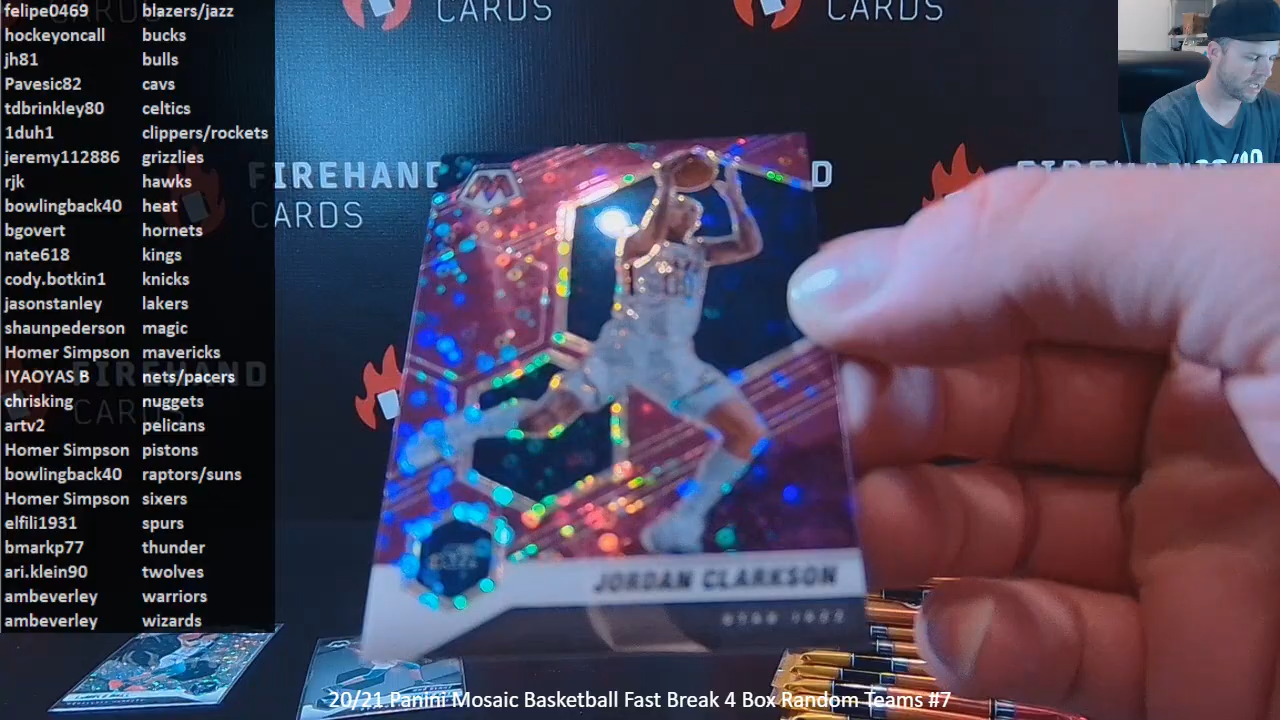 felipe0469 blazers/jazz
hockeyoncall bucks
jh81 bulls
Pavesic82 cavs
tdbrinkley80 celtics
1duh1 clippers/rockets
jeremy112886 grizzlies
rjk hawks
bowlingback40 heat
bgovert hornets
nate618 kings
cody.botkin1 knicks
jasonstanley lakers
shaunpederson magic
Homer Simpson mavericks
IYAOYAS B nets/pacers
chrisking nuggets
artv2 pelicans
Homer Simpson pistons
bowlingback40 raptors/suns
Homer Simpson sixers
elfili1931 spurs
bmarkp77 thunder
ari.klein90 twolves
ambeverley warriors
ambeverley wizards
CARDS
CARDS
FIREHAND
CARDS
FIREHAND
CARDS
JORDAN CLARKSON
UTAH JAZZ
20/21 Panini Mosaic Basketball Fast Break 4 Box Random Teams #7